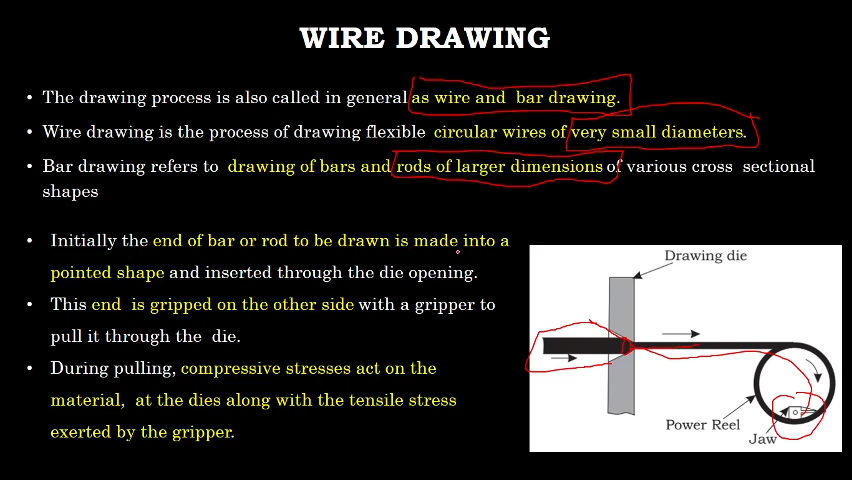 WIRE DRAWING
• The drawing process is also called in general as wire and bar drawing.
• Wire drawing is the process of drawing flexible circular wires of very small diameters.
• Bar drawing refers to drawing of bars and rods of larger dimensions of various cross sectional
shapes
• Initially the end of bar or rod to be drawn is made into a
pointed shape and inserted through the die opening.
• This end is gripped on the other side with a gripper to
pull it through the die.
• During pulling, compressive stresses act on the
material, at the dies along with the tensile stress
exerted by the gripper.
Drawing die
Power Reel
Jaw